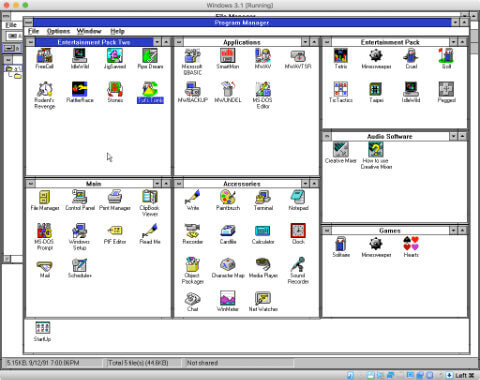 Windows 3.1 [Running]
File Manager
File
Program Manager
File Options Window Help
Entertainment Pack Two
FreeCell IdleWild JigSawed Pipe Dream
Rodent's Revenge RattlerRace Stones Tut's Tomb
Applications
Microsoft QBASIC SmartMon MWAV MWAVTSR
MWBACKUP MWUNDEL MS-DOS Editor
Entertainment Pack
Tetris Minesweeper Cruel Golf
TicTactics Taipei IdleWild Pegged
Audio Software
Creative Mixer How to use Creative Mixer
Main
File Manager Control Panel Print Manager ClipBook Viewer
MS-DOS Prompt Windows Setup PIF Editor Read Me
Mail Schedule+
Accessories
Write Paintbrush Terminal Notepad
Recorder Cardfile Calculator Clock
Object Packager Character Map Media Player Sound Recorder
Chat WinMeter Net Watcher
Games
Solitaire Minesweeper Hearts
StartUp
5.15KB, 9/12/91 7:00:06PM Total 5 file(s) (44.8KB) Not shared
Left ⌘